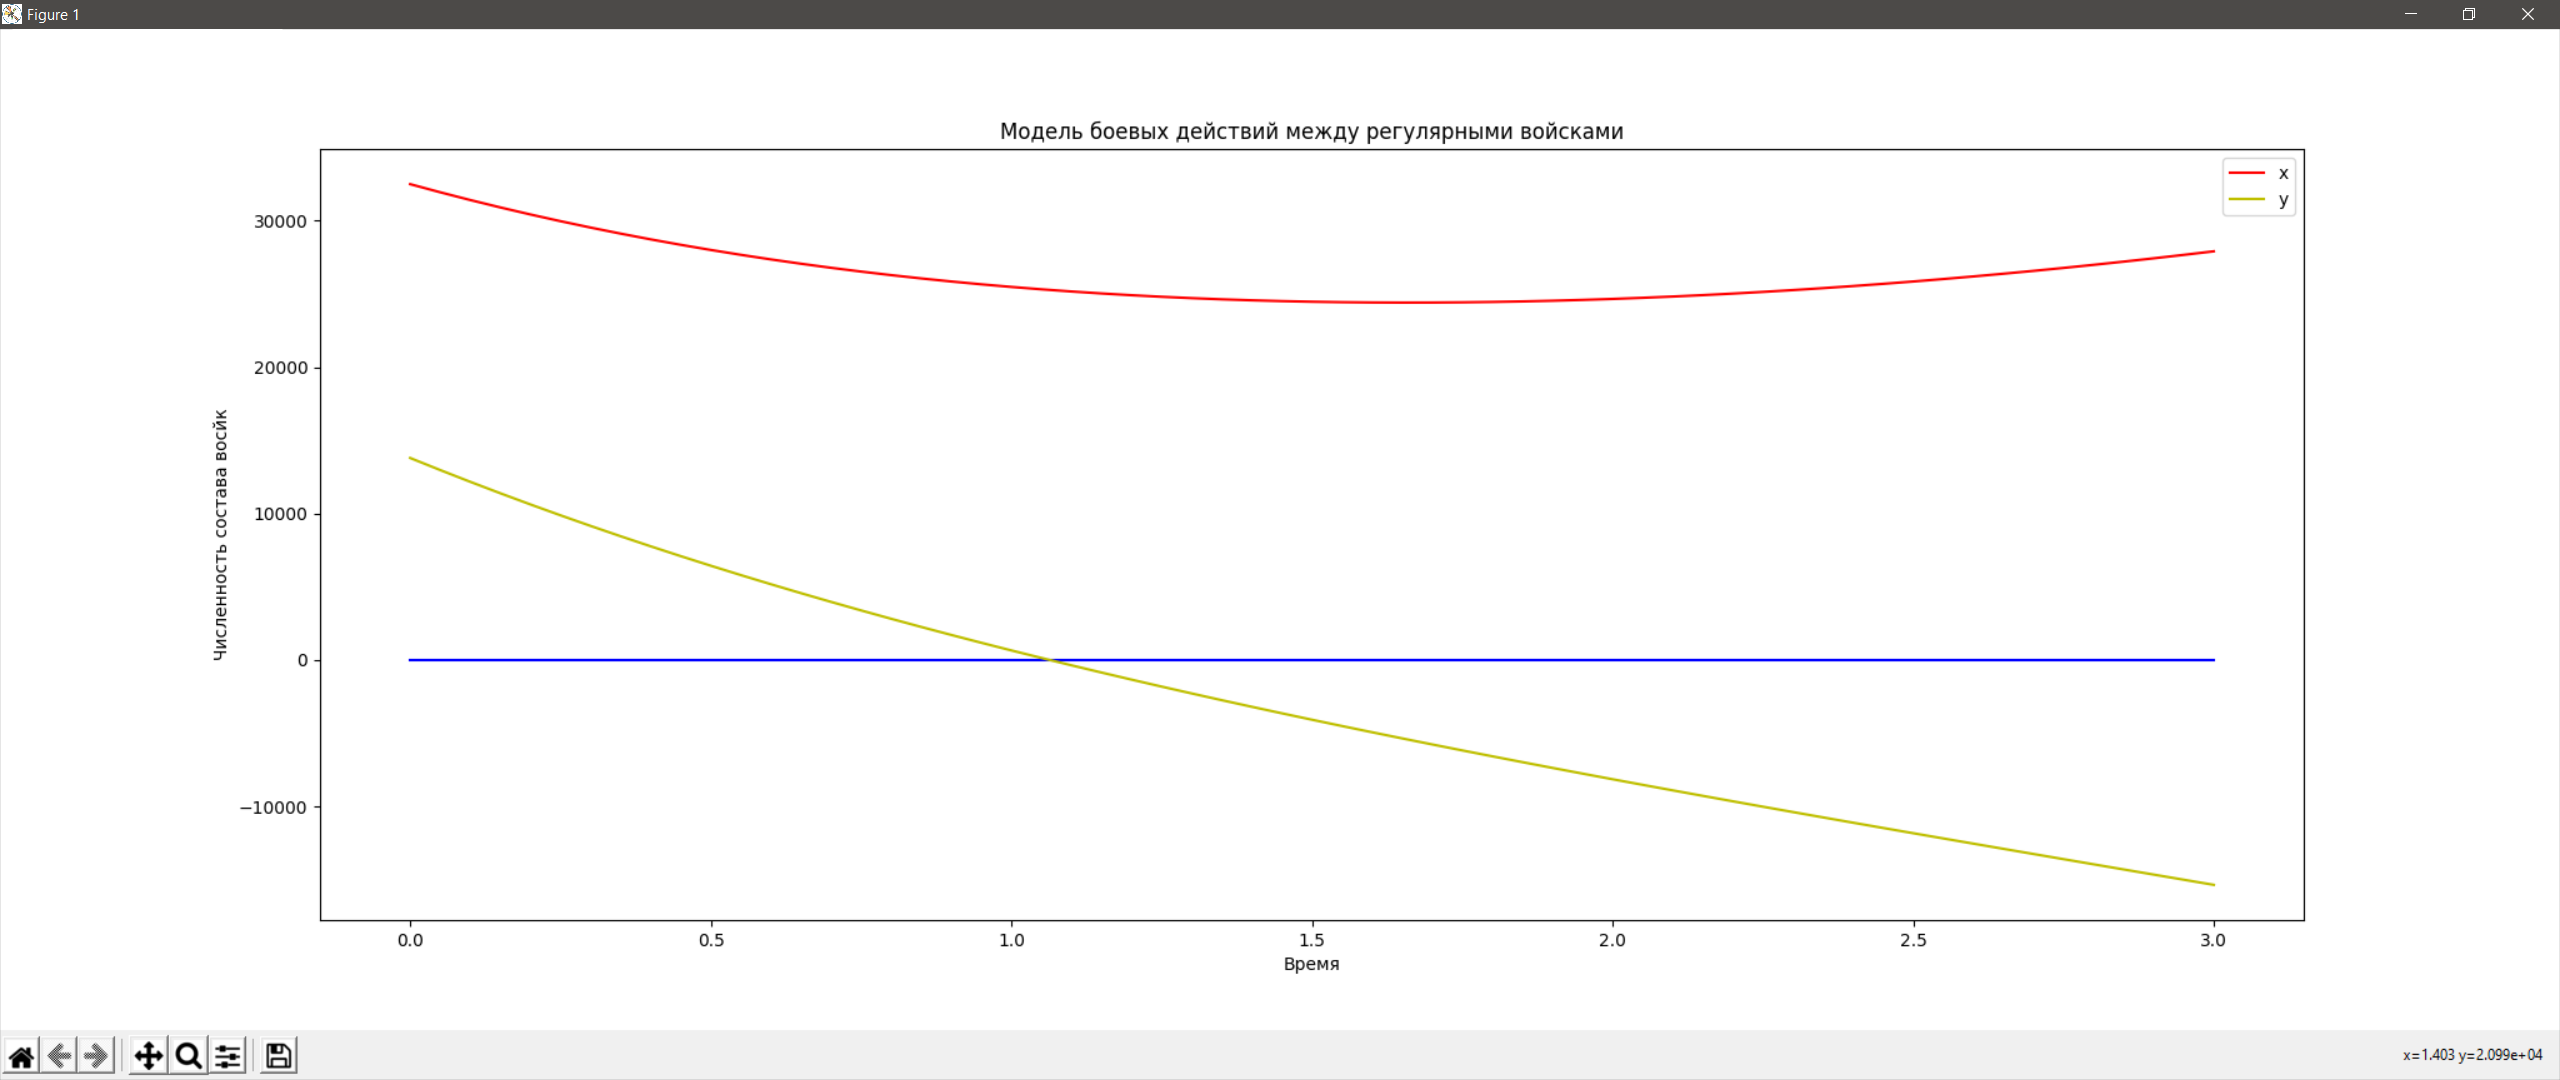 Figure 1
Модель боевых действий между регулярными войсками
x
y
30000
20000
10000
0
−10000
Численность состава восйк
0.0 0.5 1.0 1.5 2.0 2.5 3.0
Время
x=1.403 y=2.099e+04